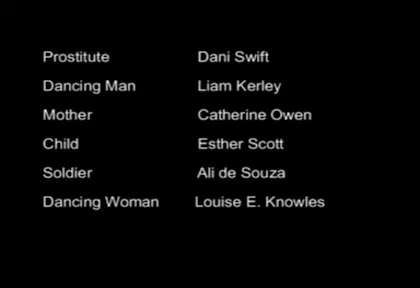 Prostitute Dani Swift
Dancing Man Liam Kerley
Mother Catherine Owen
Child Esther Scott
Soldier Ali de Souza
Dancing Woman Louise E. Knowles